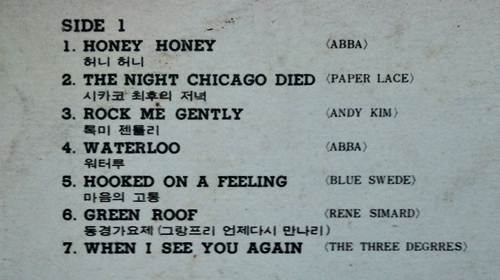 SIDE 1
1. HONEY HONEY 〈ABBA〉
허니 허니
2. THE NIGHT CHICAGO DIED 〈PAPER LACE〉
시카코 최후의 저녁
3. ROCK ME GENTLY 〈ANDY KIM〉
록미 젠틀리
4. WATERLOO 〈ABBA〉
워터루
5. HOOKED ON A FEELING 〈BLUE SWEDE〉
마음의 고통
6. GREEN ROOF 〈RENE SIMARD〉
동경가요제 (그랑프리 언제다시 만나리)
7. WHEN I SEE YOU AGAIN 〈THE THREE DEGRRES〉